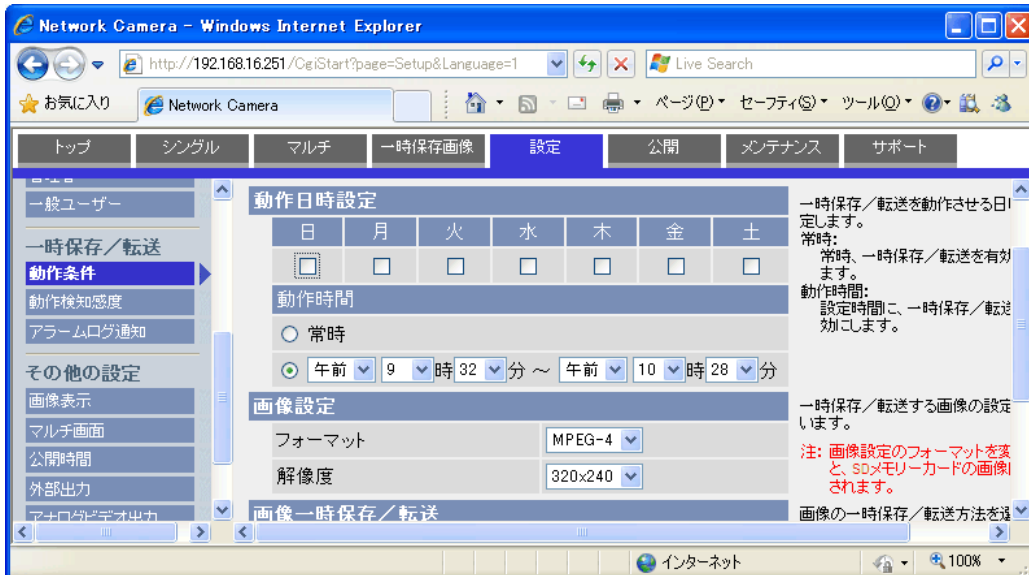 Network Camera - Windows Internet Explorer
http://192.168.16.251/CgiStart?page=Setup&Language=1
Live Search
お気に入り
Network Camera
ページ(P)
セーフティ(S)
ツール(O)
トップ
シングル
マルチ
一時保存画像
設定
公開
メンテナンス
サポート
一般ユーザー
一時保存／転送
動作条件
動作検知感度
アラームログ通知
その他の設定
画像表示
マルチ画面
公開時間
外部出力
アナログビデオ出力
動作日時設定
日 月 火 水 木 金 土
動作時間
常時
午前 9 時 32 分 ～ 午前 10 時 28 分
画像設定
フォーマット MPEG-4
解像度 320x240
画像一時保存／転送
一時保存／転送を動作させる日
定します。
常時:
常時、一時保存／転送を有効
ます。
動作時間:
設定時間に、一時保存／転送
効にします。
一時保存／転送する画像の設定
います。
注: 画像設定のフォーマットを変
と、SDメモリーカードの画像
されます。
画像の一時保存／転送方法を選
インターネット
100%